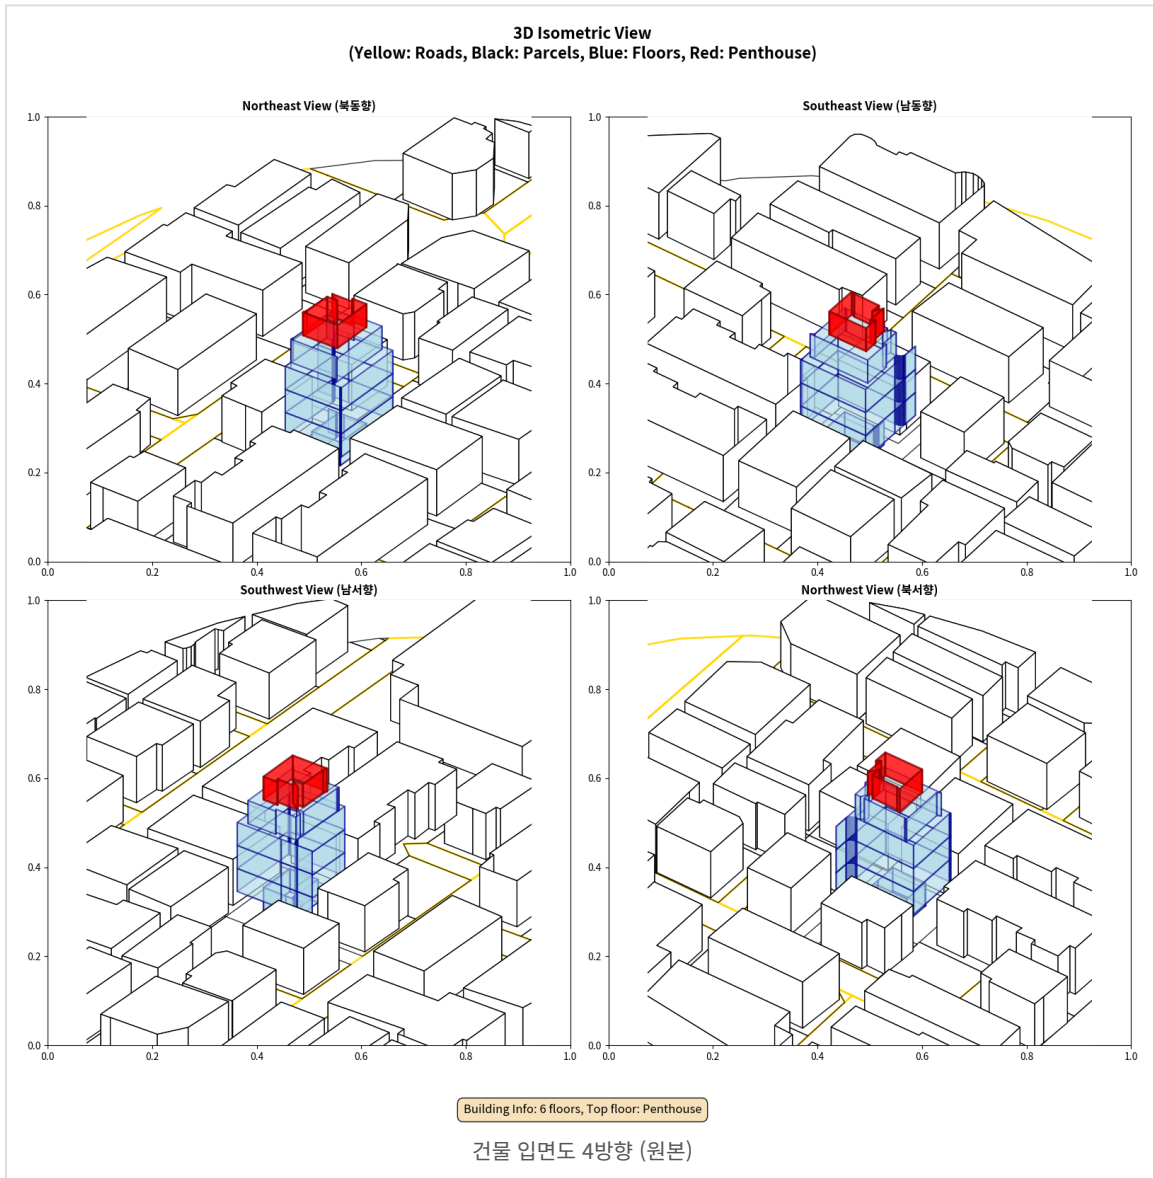 3D Isometric View
(Yellow: Roads, Black: Parcels, Blue: Floors, Red: Penthouse)
Northeast View (북동향)
1.0
0.8
0.6
0.4
0.2
0.0
0.0 0.2 0.4 0.6 0.8 1.0
Southeast View (남동향)
1.0
0.8
0.6
0.4
0.2
0.0
0.0 0.2 0.4 0.6 0.8 1.0
Southwest View (남서향)
1.0
0.8
0.6
0.4
0.2
0.0
0.0 0.2 0.4 0.6 0.8 1.0
Northwest View (북서향)
1.0
0.8
0.6
0.4
0.2
0.0
0.0 0.2 0.4 0.6 0.8 1.0
Building Info: 6 floors, Top floor: Penthouse
건물 입면도 4방향 (원본)